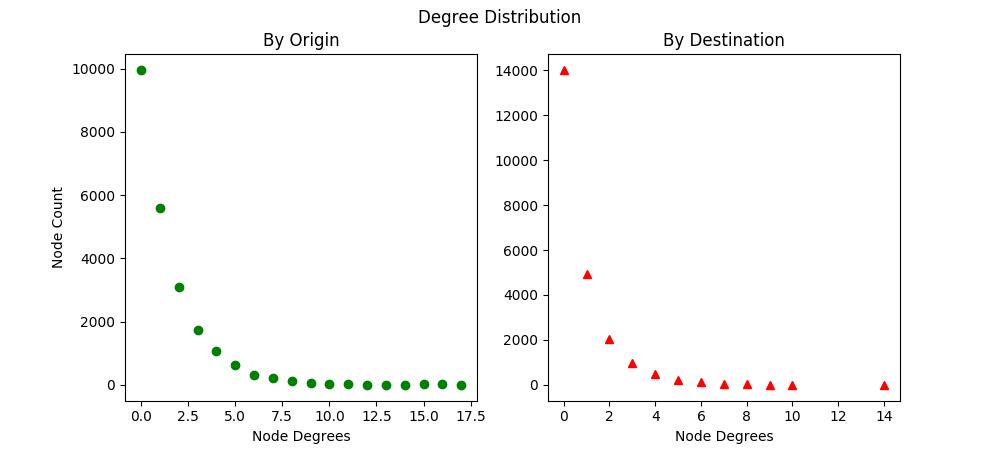 Degree Distribution
By Origin
By Destination
Node Count
10000
8000
6000
4000
2000
0
0.0 2.5 5.0 7.5 10.0 12.5 15.0 17.5
Node Degrees
14000
12000
10000
8000
6000
4000
2000
0
0 2 4 6 8 10 12 14
Node Degrees